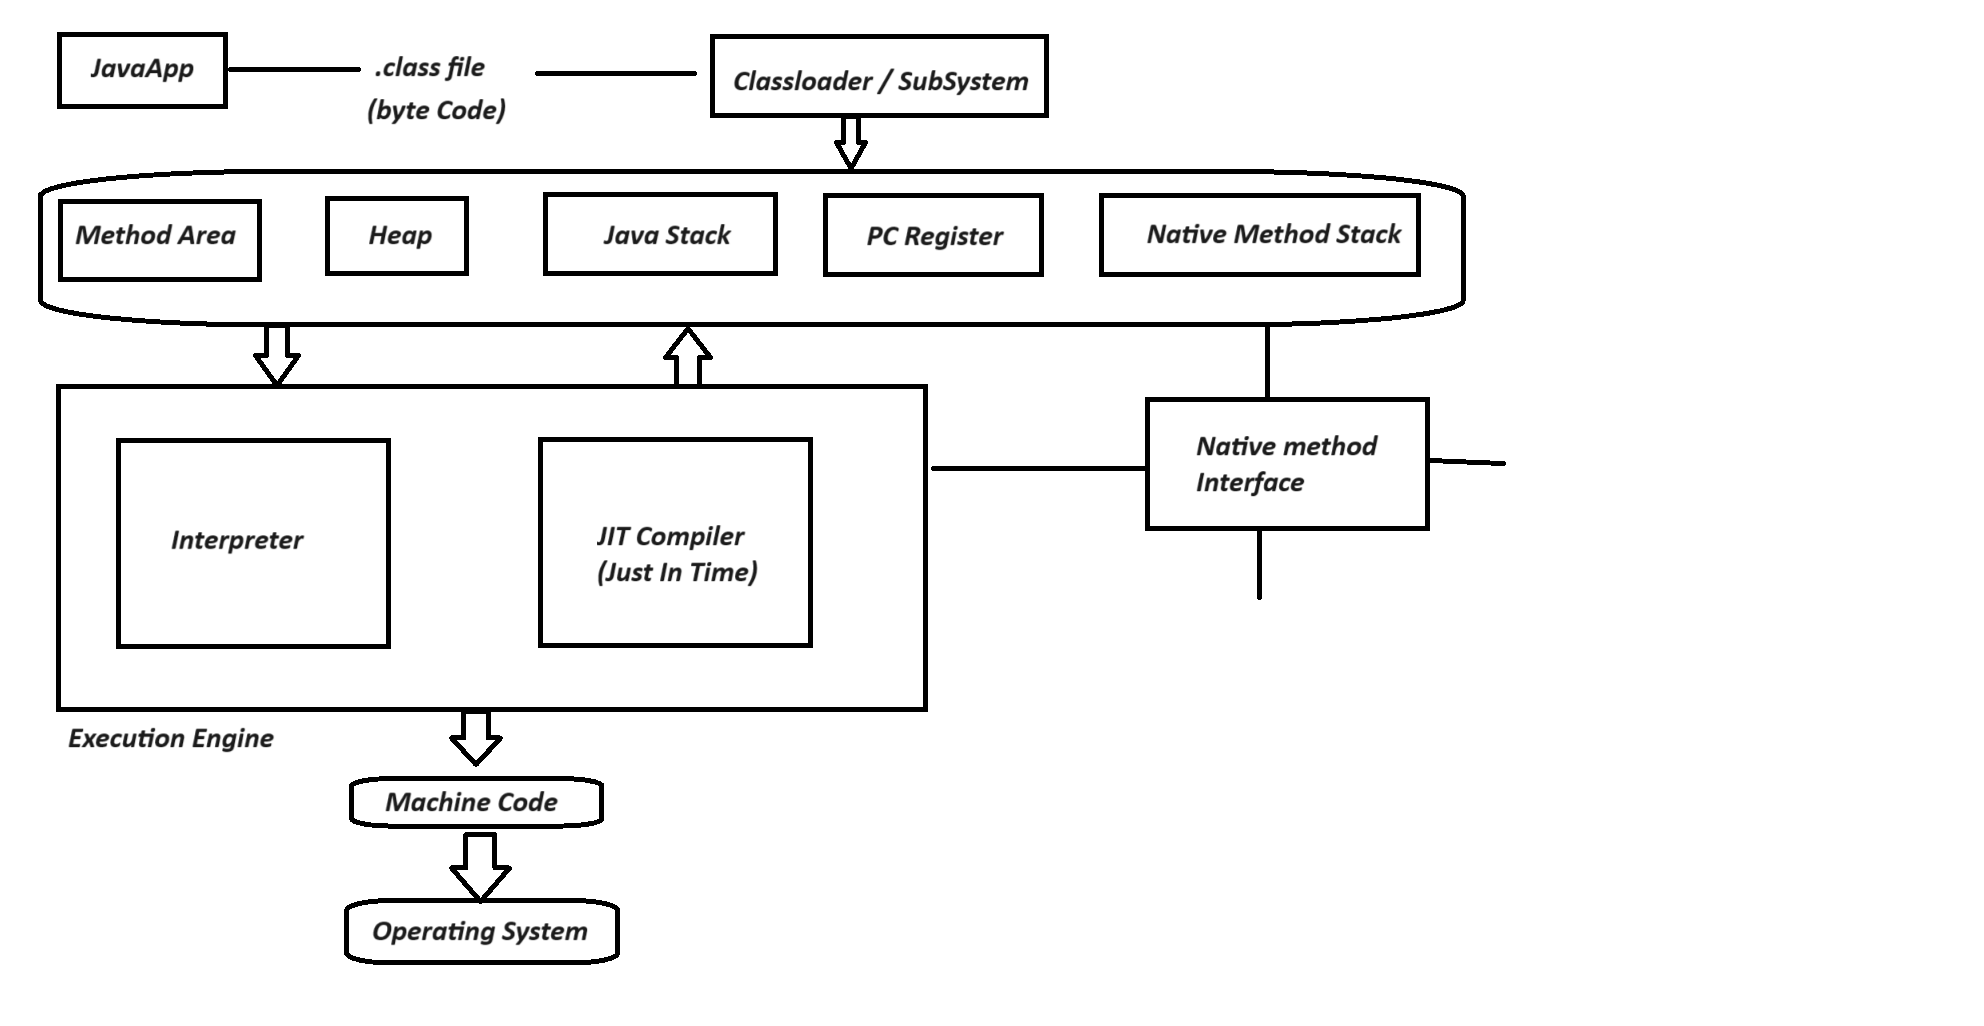 JavaApp
.class file
(byte Code)
Classloader / SubSystem
Method Area
Heap
Java Stack
PC Register
Native Method Stack
Interpreter
JIT Compiler
(Just In Time)
Native method
Interface
Execution Engine
Machine Code
Operating System